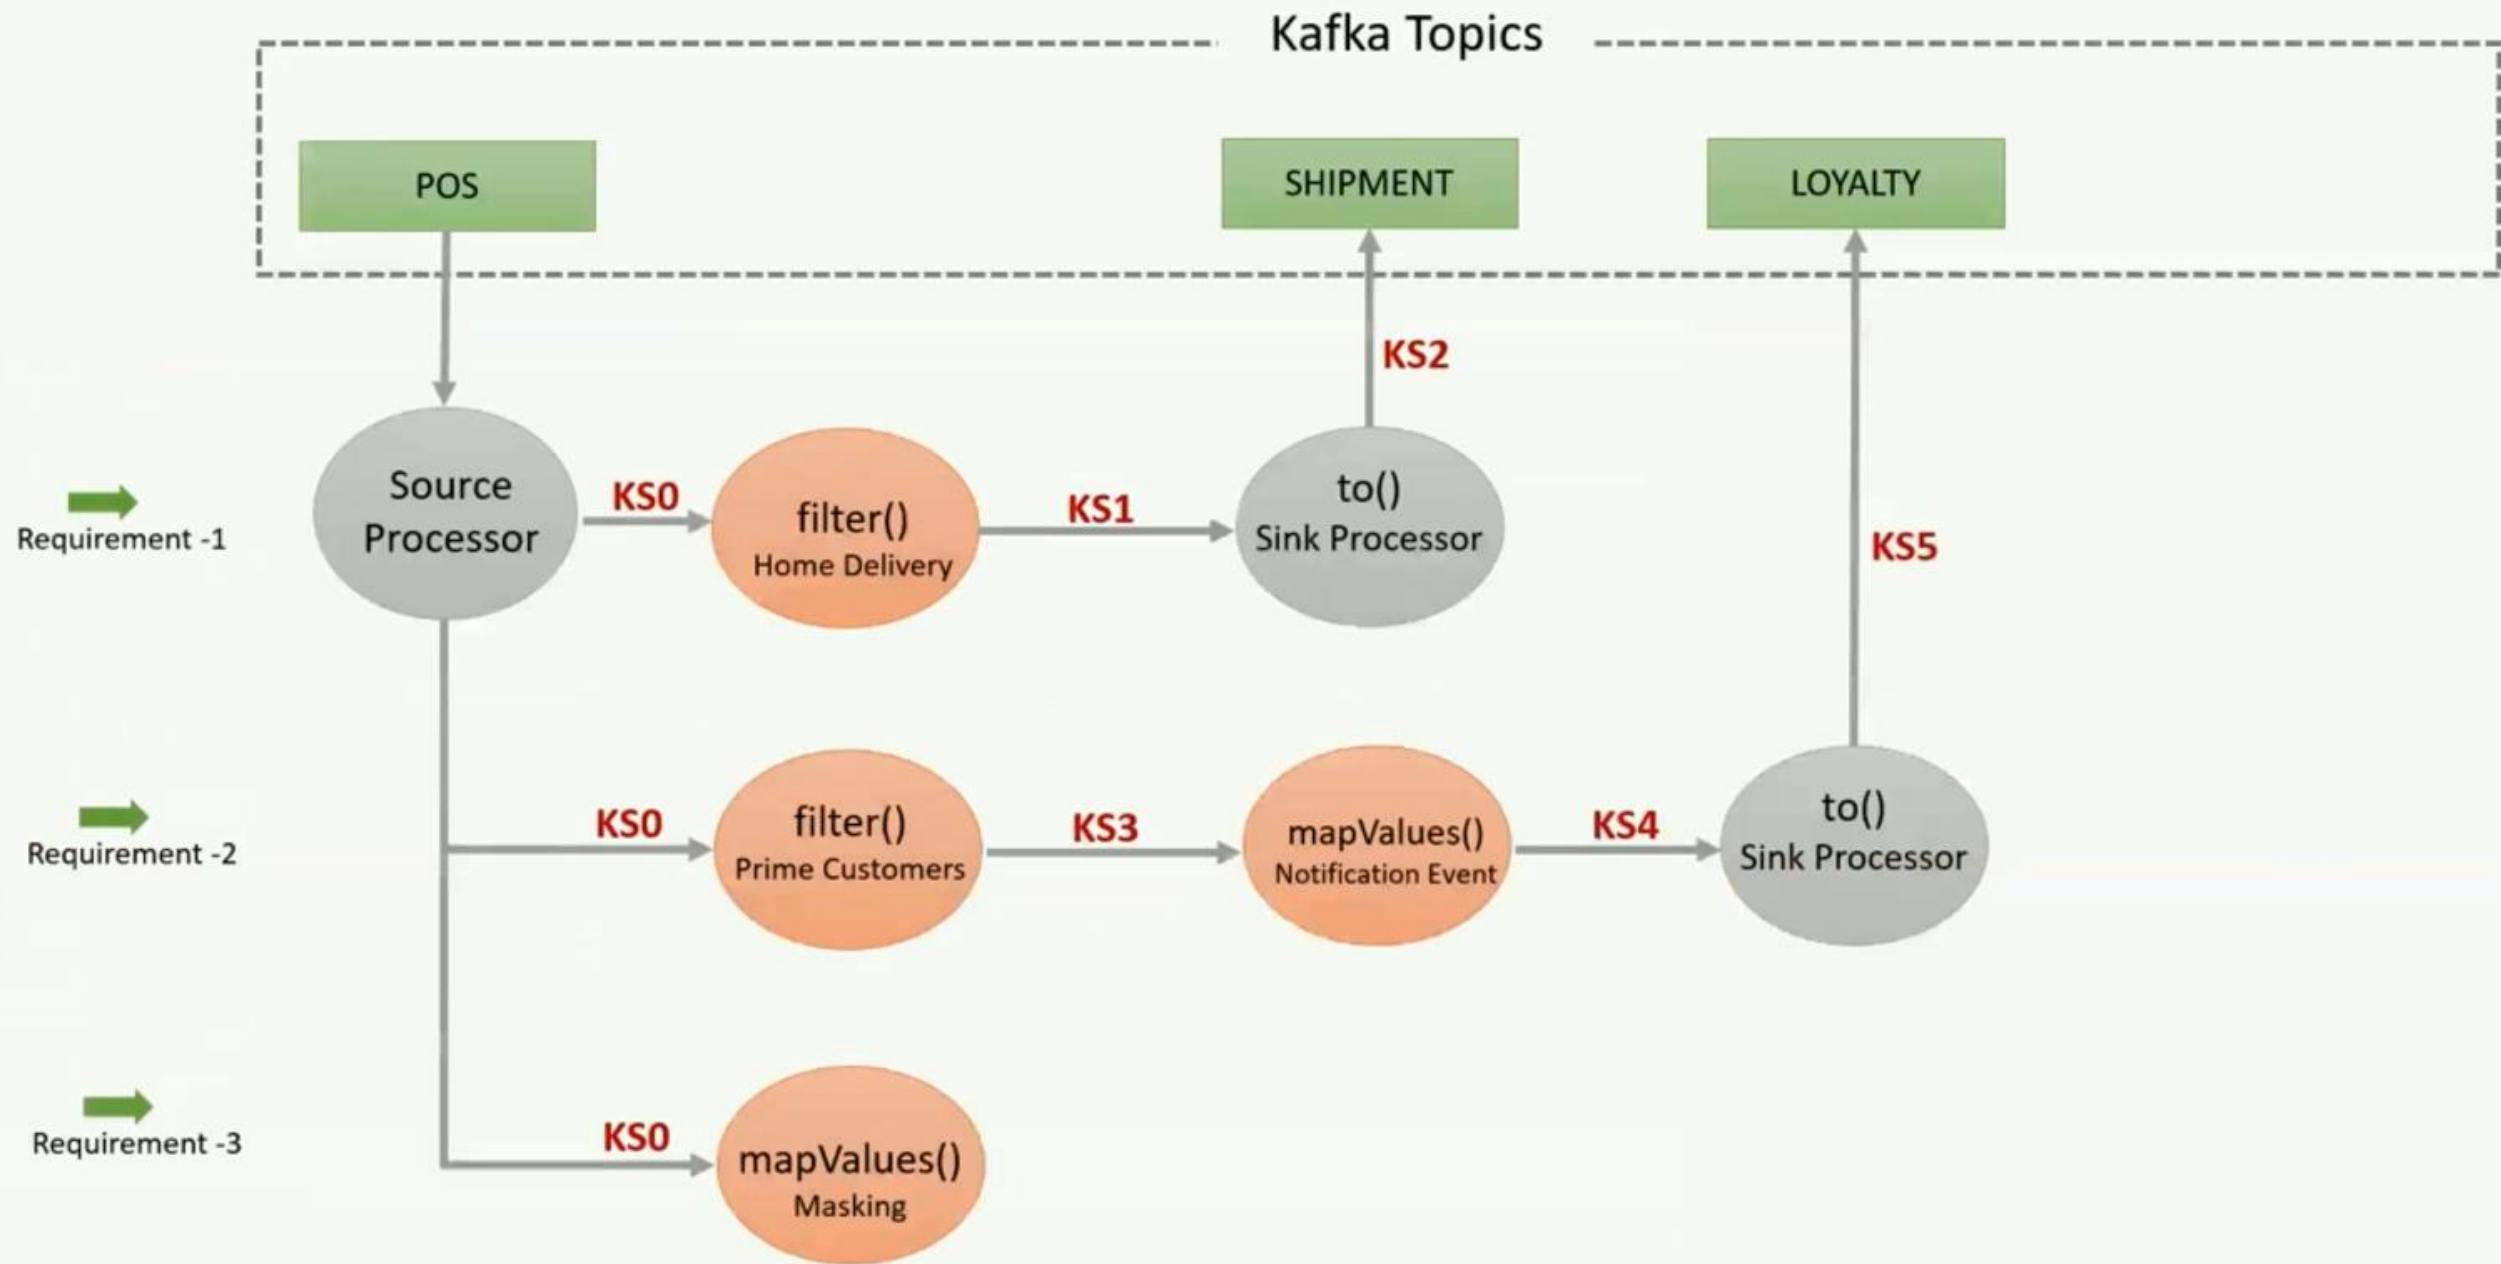 Kafka Topics
POS
SHIPMENT
LOYALTY
KS2
Source
Processor
KS0
filter()
Home Delivery
KS1
to()
Sink Processor
KS5
Requirement -1
KS0
filter()
Prime Customers
KS3
mapValues()
Notification Event
KS4
to()
Sink Processor
Requirement -2
KS0
mapValues()
Masking
Requirement -3